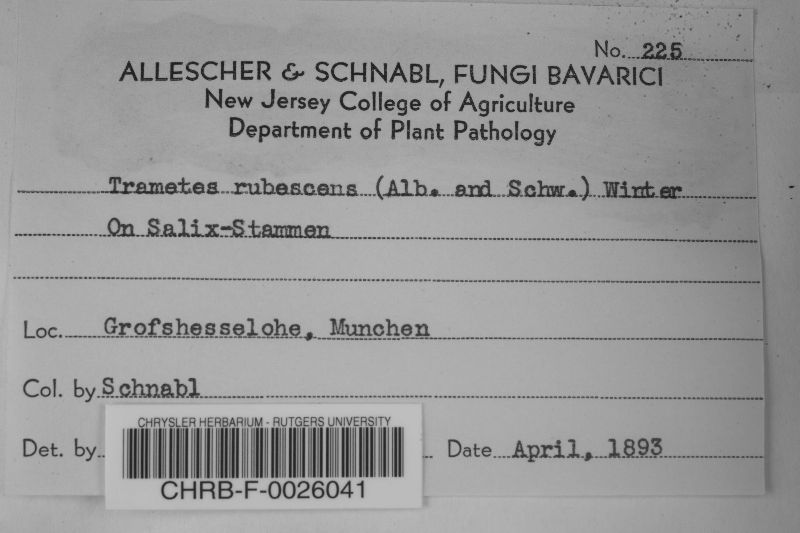 No. 225
ALLESCHER & SCHNABL, FUNGI BAVARICI
New Jersey College of Agriculture
Department of Plant Pathology
Trametes rubescens (Alb. and Schw.) Winter
On Salix-Stammen
Loc. Grofshesselohe, Munchen
Col. by Schnabl
Det. by
Date April, 1893
CHRYSLER HERBARIUM - RUTGERS UNIVERSITY
CHRB-F-0026041